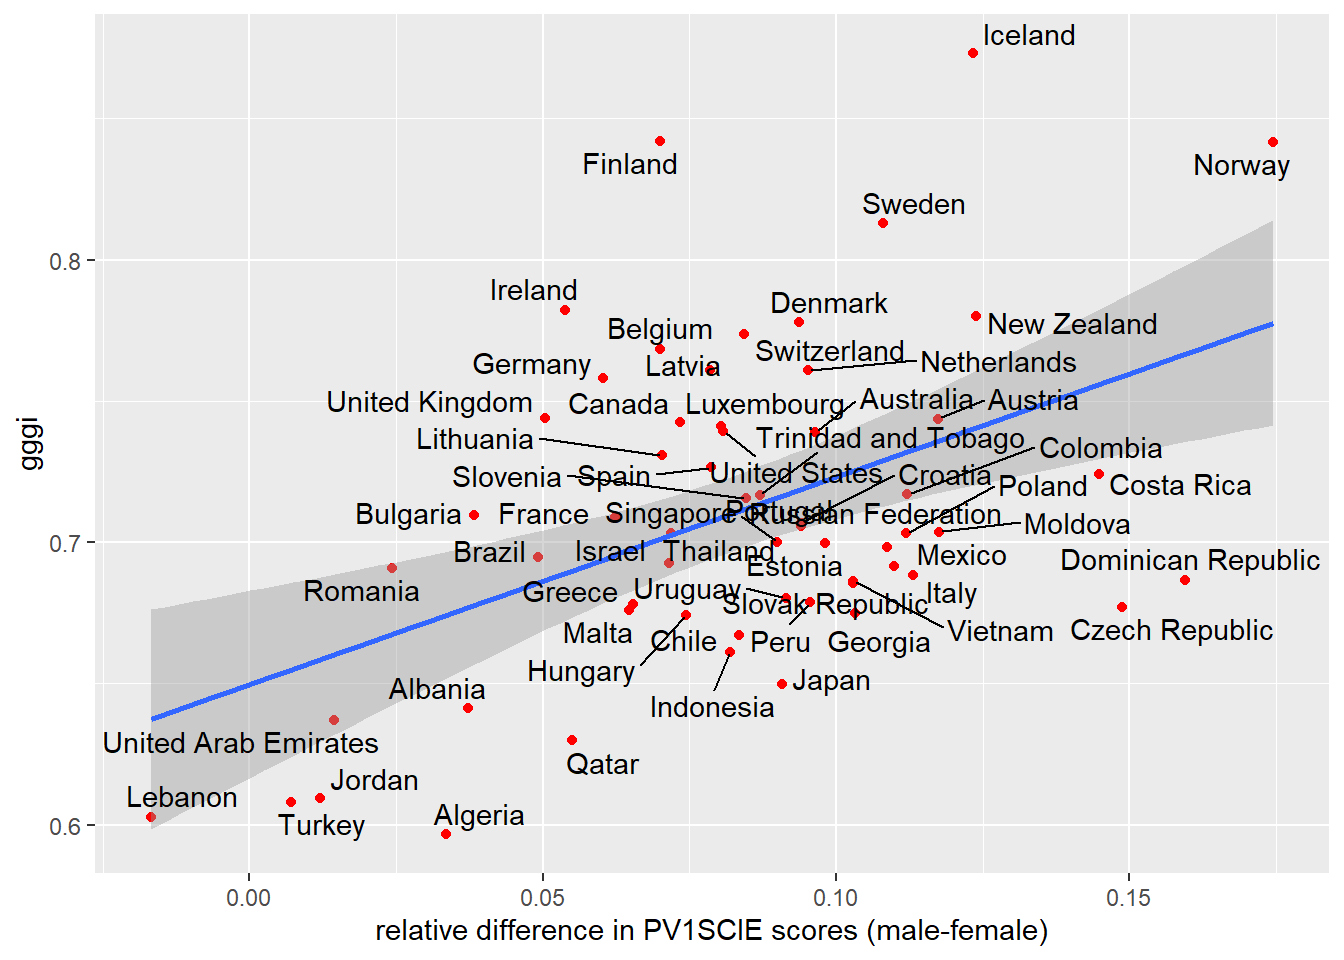 Iceland
Finland
Norway
Sweden
0.8
Ireland
Denmark
Belgium
New Zealand
Switzerland
Germany
Latvia
Netherlands
United Kingdom
Canada
Luxembourg
Australia
Austria
Lithuania
Trinidad and Tobago
Colombia
Slovenia
Spain
United States
Croatia
Poland
Costa Rica
Bulgaria
France
Singapore
Portugal
Russian Federation
Moldova
0.7
Brazil
Israel
Thailand
Estonia
Mexico
Dominican Republic
Romania
Greece
Uruguay
Slovak Republic
Italy
Malta
Chile
Peru
Georgia
Vietnam
Czech Republic
Hungary
Albania
Japan
Indonesia
United Arab Emirates
Qatar
Jordan
Lebanon
Algeria
Turkey
0.6
gggi
0.00
0.05
0.10
0.15
relative difference in PV1SCIE scores (male-female)